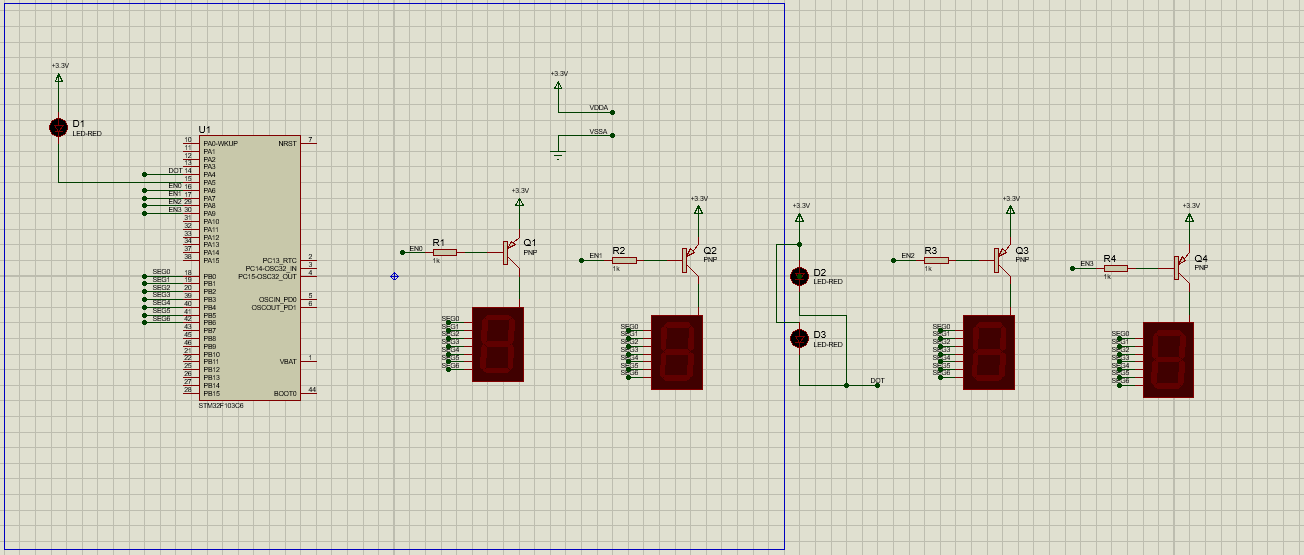 +3.3V
D1
LED-RED
U1
10 PA0-WKUP
11 PA1
12 PA2
13 PA3
DOT 14 PA4
15 PA5
EN0 16 PA6
EN1 17 PA7
EN2 29 PA8
EN3 30 PA9
31 PA10
32 PA11
33 PA12
34 PA13
37 PA14
38 PA15
SEG0 18 PB0
SEG1 19 PB1
SEG2 20 PB2
SEG3 39 PB3
SEG4 40 PB4
SEG5 41 PB5
SEG6 42 PB6
43 PB7
45 PB8
46 PB9
21 PB10
22 PB11
25 PB12
26 PB13
27 PB14
28 PB15
NRST 7
PC13_RTC 2
PC14-OSC32_IN 3
PC15-OSC32_OUT 4
OSCIN_PD0 5
OSCOUT_PD1 6
VBAT 1
BOOT0 44
STM32F103C6
+3.3V
VDDA
VSSA
+3.3V
EN0
R1
1k
Q1
PNP
SEG0
SEG1
SEG2
SEG3
SEG4
SEG5
SEG6
+3.3V
EN1
R2
1k
Q2
PNP
SEG0
SEG1
SEG2
SEG3
SEG4
SEG5
SEG6
+3.3V
D2
LED-RED
D3
LED-RED
DOT
+3.3V
EN2
R3
1k
Q3
PNP
SEG0
SEG1
SEG2
SEG3
SEG4
SEG5
SEG6
+3.3V
EN3
R4
1k
Q4
PNP
SEG0
SEG1
SEG2
SEG3
SEG4
SEG5
SEG6